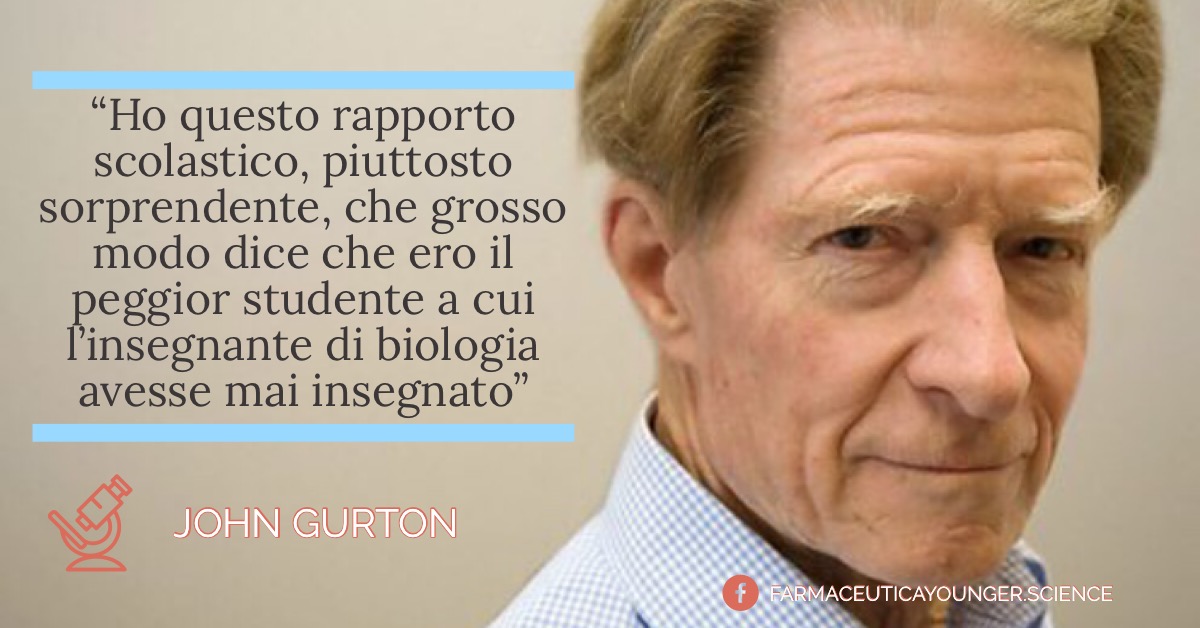 “Ho questo rapporto
scolastico, piuttosto
sorprendente, che grosso
modo dice che ero il
peggior studente a cui
l’insegnante di biologia
avesse mai insegnato”
JOHN GURTON
f FARMACEUTICAYOUNGER.SCIENCE